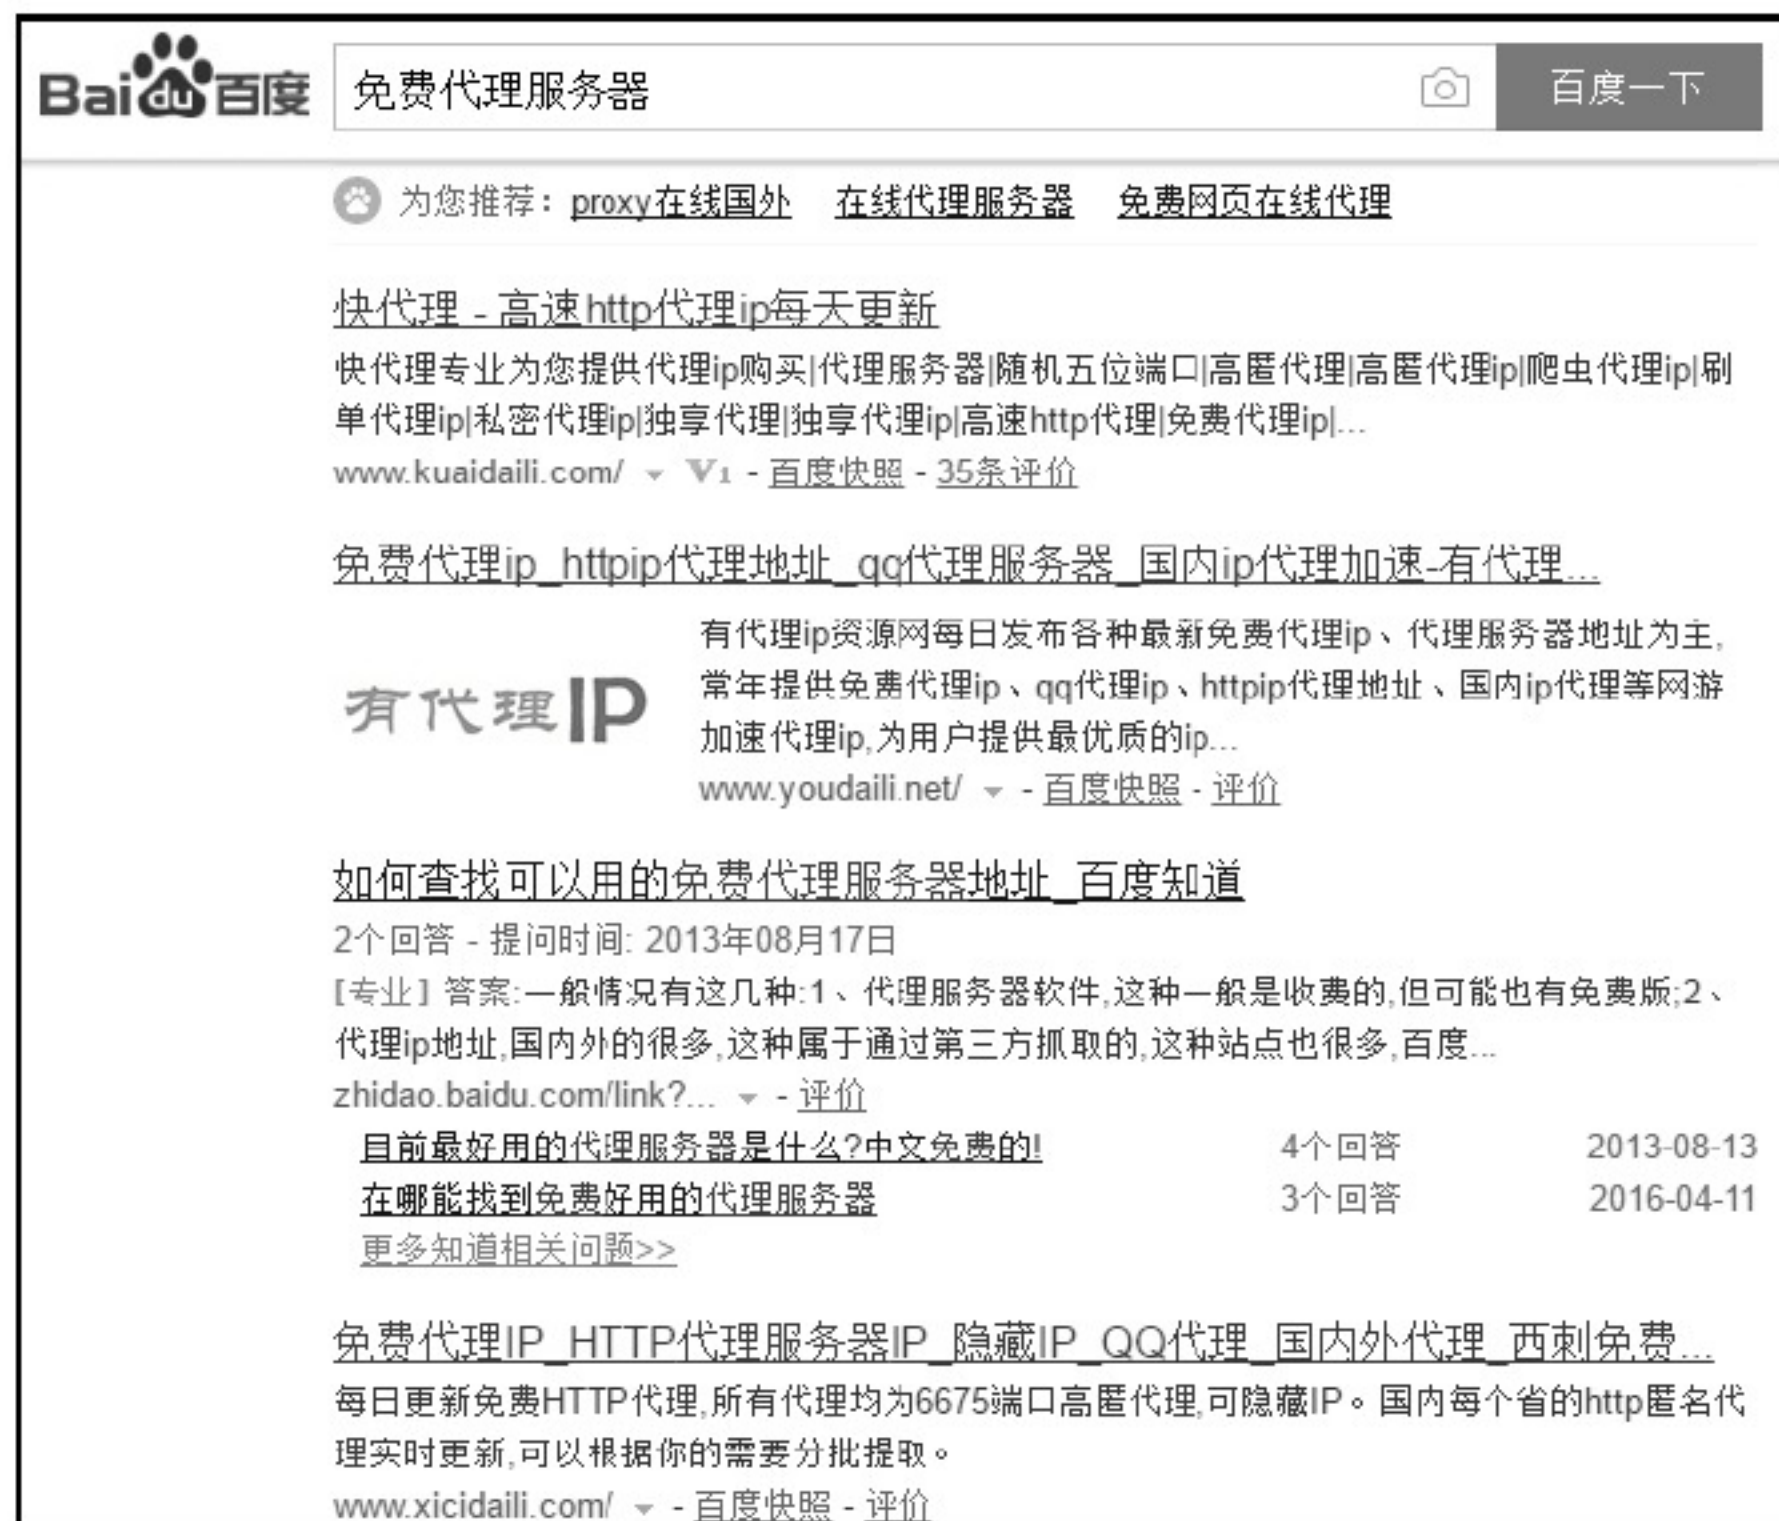 Bai du 百度 免费代理服务器 百度一下
为您推荐: proxy在线国外 在线代理服务器 免费网页在线代理
快代理 - 高速http代理ip每天更新
快代理专业为您提供代理ip购买|代理服务器|随机五位端口|高匿代理|高匿代理ip|爬虫代理ip|刷
单代理ip|私密代理ip|独享代理|独享代理ip|高速http代理|免费代理ip|...
www.kuaidaili.com/ V1 - 百度快照 - 35条评价
免费代理ip_httpip代理地址_qq代理服务器_国内ip代理加速-有代理...
有代理IP
有代理ip资源网每日发布各种最新免费代理ip、代理服务器地址为主,
常年提供免费代理ip、qq代理ip、httpip代理地址、国内ip代理等网游
加速代理ip,为用户提供最优质的ip...
www.youdaili.net/ - 百度快照 - 评价
如何查找可以用的免费代理服务器地址_百度知道
2个回答 - 提问时间: 2013年08月17日
[专业] 答案:一般情况有这几种:1、代理服务器软件,这种一般是收费的,但可能也有免费版;2、
代理ip地址,国内外的很多,这种属于通过第三方抓取的,这种站点也很多,百度...
zhidao.baidu.com/link?... - 评价
目前最好用的代理服务器是什么?中文免费的! 4个回答 2013-08-13
在哪能找到免费好用的代理服务器 3个回答 2016-04-11
更多知道相关问题>>
免费代理IP_HTTP代理服务器IP_隐藏IP_QQ代理_国内外代理_西刺免费...
每日更新免费HTTP代理,所有代理均为6675端口高匿代理,可隐藏IP。国内每个省的http匿名代
理实时更新,可以根据你的需要分批提取。
www.xicidaili.com/ - 百度快照 - 评价